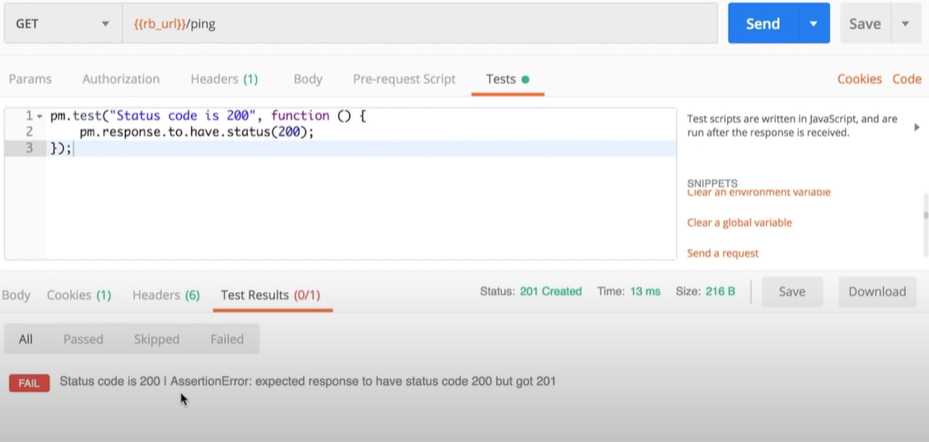 GET
{{rb_url}}/ping
Send
Save
Params Authorization Headers (1) Body Pre-request Script Tests Cookies Code
1 pm.test("Status code is 200", function () {
2 pm.response.to.have.status(200);
3 });
Test scripts are written in JavaScript, and are
run after the response is received.
SNIPPETS
Clear an environment variable
Clear a global variable
Send a request
Body Cookies (1) Headers (6) Test Results (0/1) Status: 201 Created Time: 13 ms Size: 216 B Save Download
All Passed Skipped Failed
FAIL Status code is 200 | AssertionError: expected response to have status code 200 but got 201